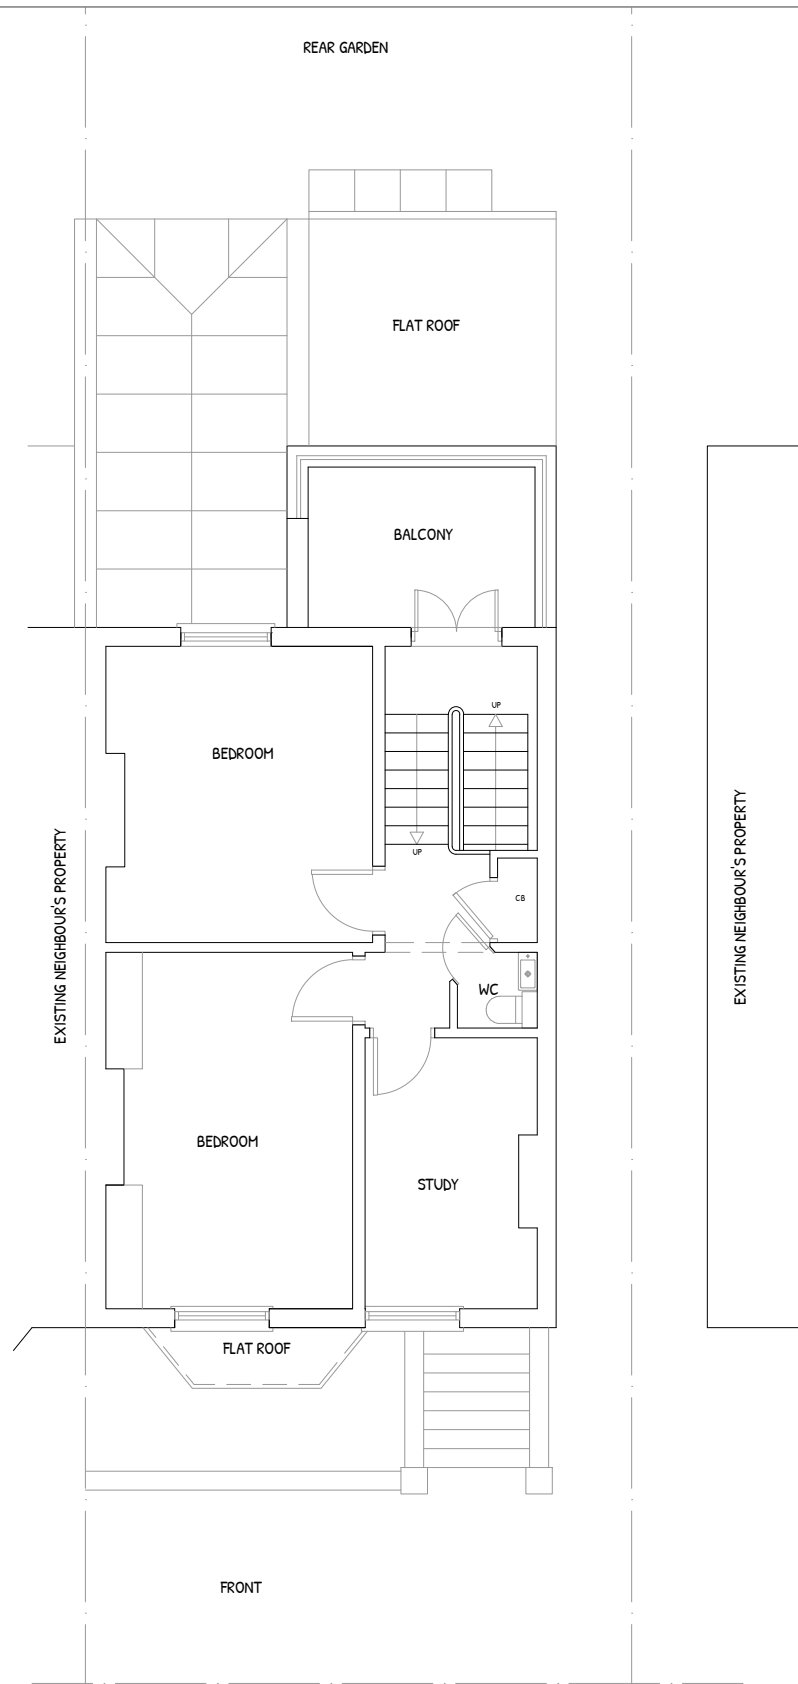 REAR GARDEN
FLAT ROOF
BALCONY
UP
BEDROOM
UP
CB
EXISTING NEIGHBOUR'S PROPERTY
EXISTING NEIGHBOUR'S PROPERTY
WC
BEDROOM
STUDY
FLAT ROOF
FRONT